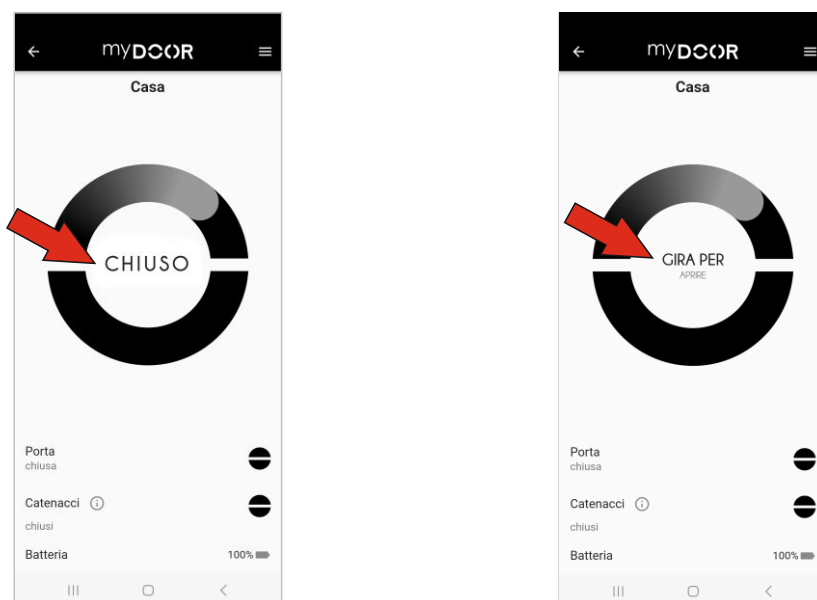 myDOOR
Casa
CHIUSO
Porta
chiusa
Catenacci
chiusi
Batteria
100%
myDOOR
Casa
GIRA PER
APRIRE
Porta
chiusa
Catenacci
chiusi
Batteria
100%